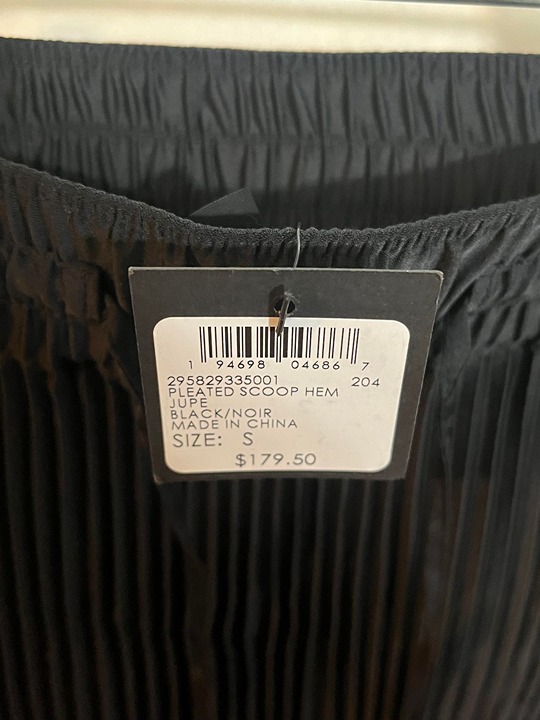 1 94698 04686 7
295829335001 204
PLEATED SCOOP HEM
JUPE
BLACK/NOIR
MADE IN CHINA
SIZE: S
$179.50